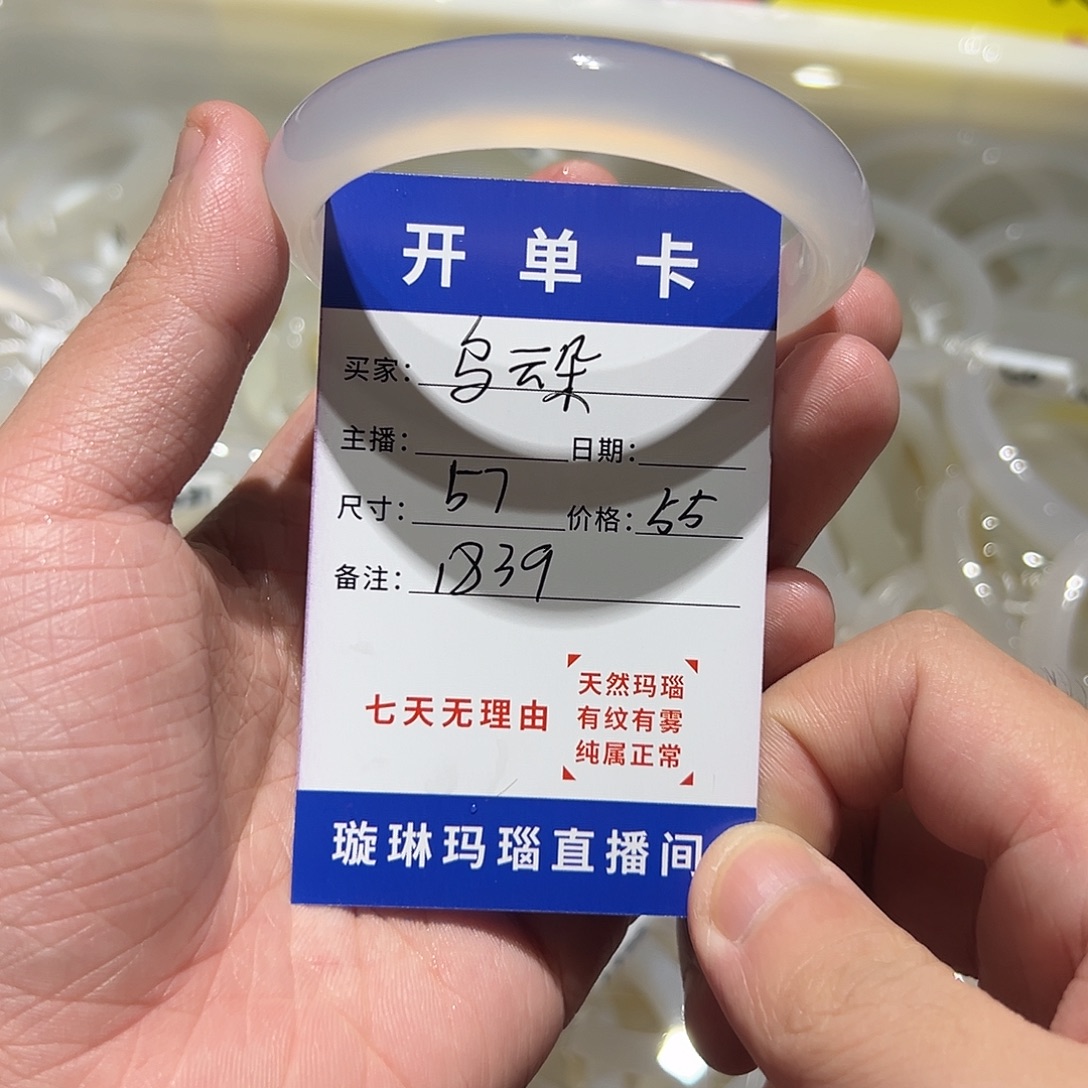 开单卡
买家：乌云朵
主播： 日期：
尺寸：57 价格：55
备注：1839
七天无理由
天然玛瑙
有纹有雾
纯属正常
璇琳玛瑙直播间